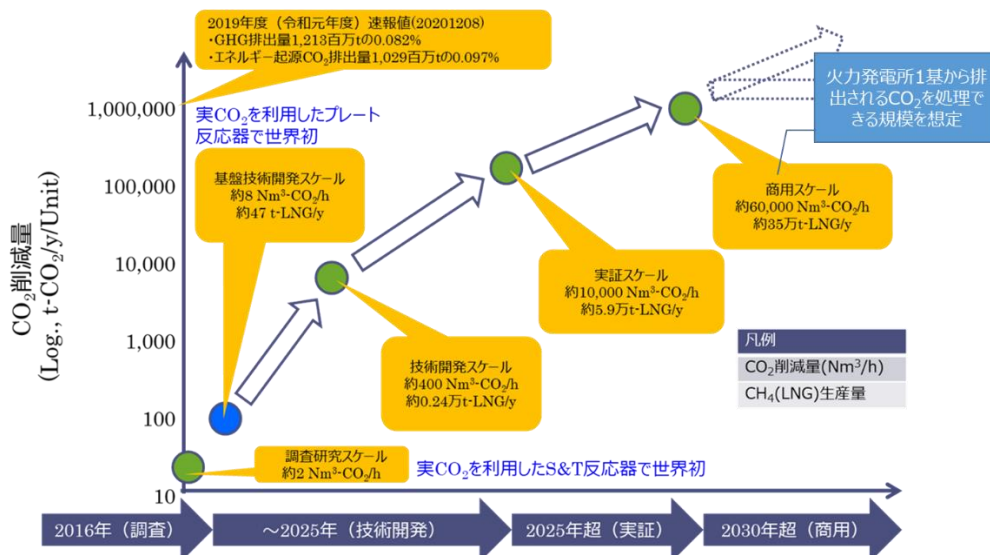 2019年度（令和元年度）速報値(20201208)
・GHG排出量1,213百万tの0.082%
・エネルギー起源CO₂排出量1,029百万tの0.097%
火力発電所1基から排
出されるCO₂を処理で
きる規模を想定
実CO₂を利用したプレート
反応器で世界初
基盤技術開発スケール
約8 Nm³-CO₂/h
約47 t-LNG/y
商用スケール
約60,000 Nm³-CO₂/h
約35万t-LNG/y
実証スケール
約10,000 Nm³-CO₂/h
約5.9万t-LNG/y
技術開発スケール
約400 Nm³-CO₂/h
約0.24万t-LNG/y
調査研究スケール
約2 Nm³-CO₂/h
実CO₂を利用したS&T反応器で世界初
凡例
CO₂削減量(Nm³/h)
CH₄(LNG)生産量
CO₂削減量
(Log., t-CO₂/y/Unit)
1,000,000
100,000
10,000
1,000
100
10
2016年（調査）
～2025年（技術開発）
2025年超（実証）
2030年超（商用）